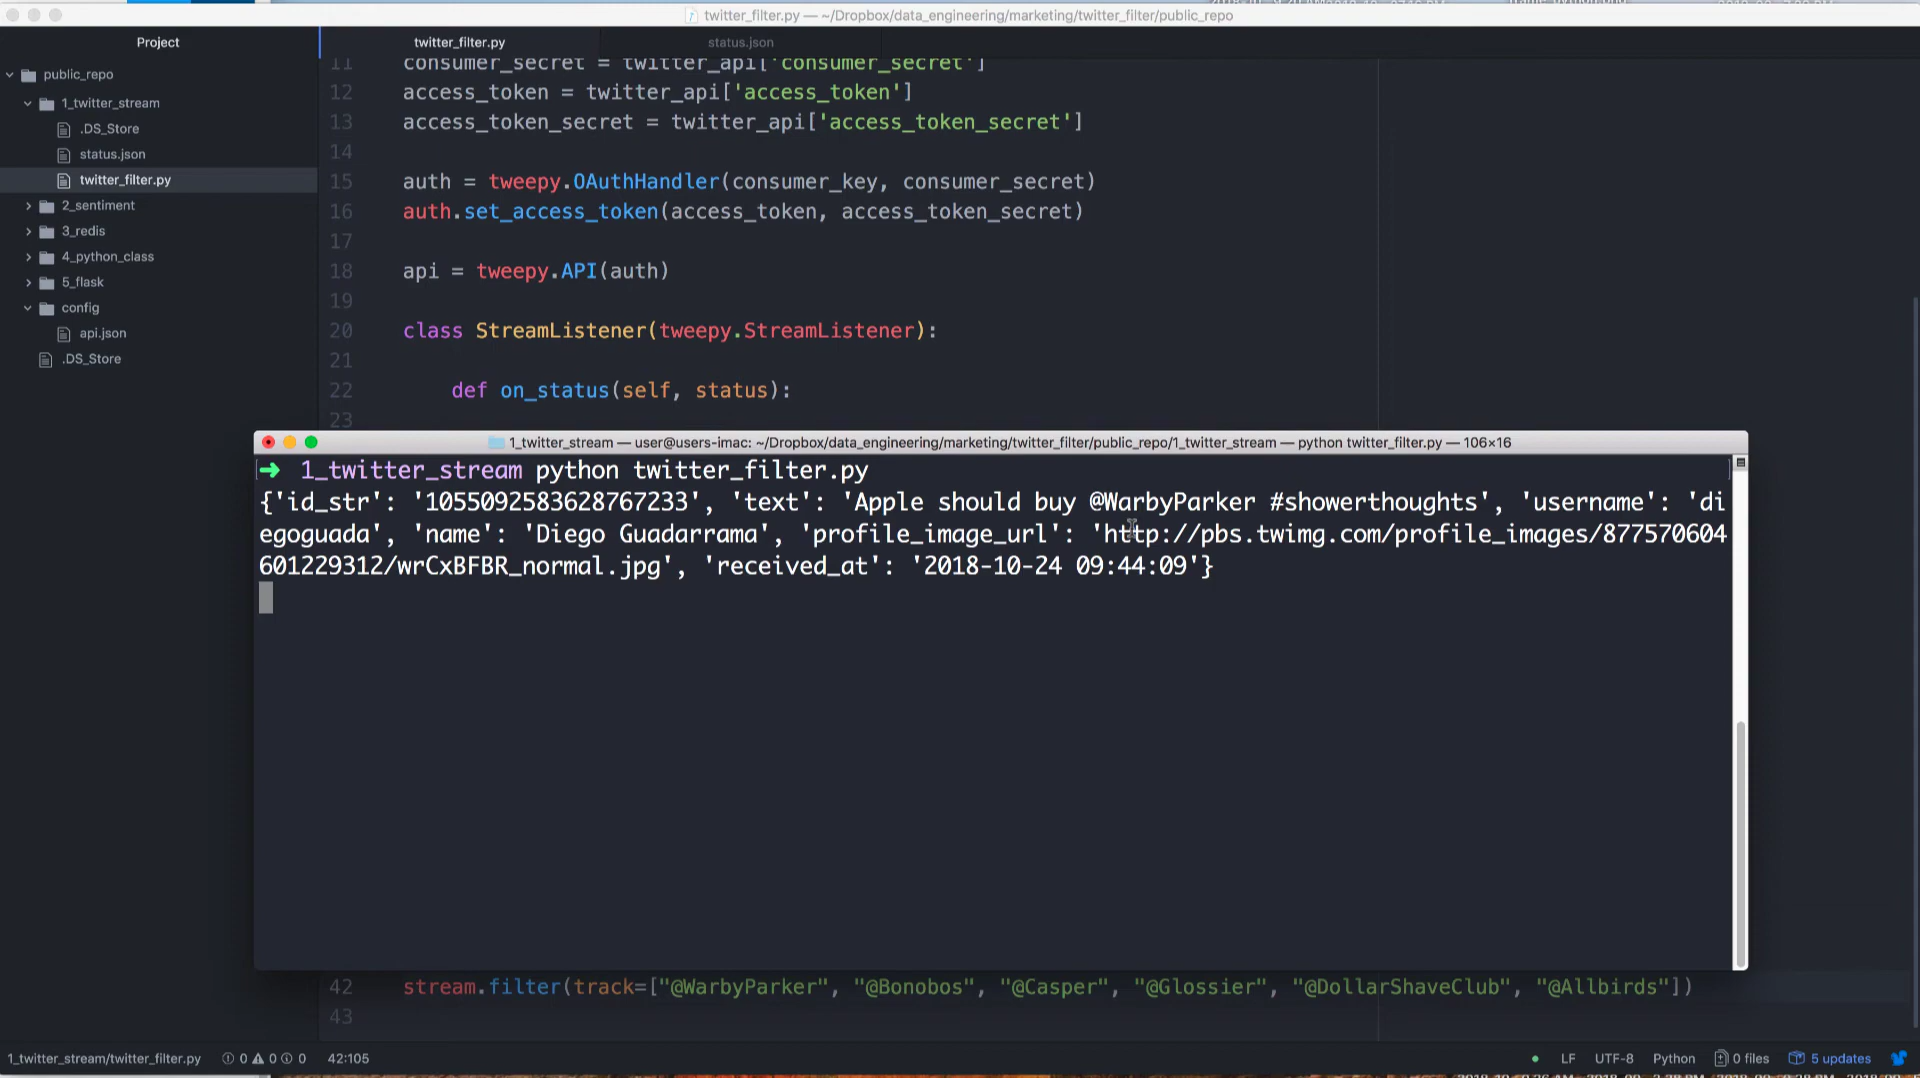 twitter_filter.py — ~/Dropbox/data_engineering/marketing/twitter_filter/public_repo
Project
twitter_filter.py
status.json
public_repo
1_twitter_stream
.DS_Store
status.json
twitter_filter.py
2_sentiment
3_redis
4_python_class
5_flask
config
api.json
.DS_Store
11 consumer_secret = twitter_api['consumer_secret']
12 access_token = twitter_api['access_token']
13 access_token_secret = twitter_api['access_token_secret']
14
15 auth = tweepy.OAuthHandler(consumer_key, consumer_secret)
16 auth.set_access_token(access_token, access_token_secret)
17
18 api = tweepy.API(auth)
19
20 class StreamListener(tweepy.StreamListener):
21
22 def on_status(self, status):
23
1_twitter_stream — user@users-imac: ~/Dropbox/data_engineering/marketing/twitter_filter/public_repo/1_twitter_stream — python twitter_filter.py — 106×16
➜ 1_twitter_stream python twitter_filter.py
{'id_str': '1055092583628767233', 'text': 'Apple should buy @WarbyParker #showerthoughts', 'username': 'di
egoguada', 'name': 'Diego Guadarrama', 'profile_image_url': 'http://pbs.twimg.com/profile_images/877570604
601229312/wrCxBFBR_normal.jpg', 'received_at': '2018-10-24 09:44:09'}
42 stream.filter(track=["@WarbyParker", "@Bonobos", "@Casper", "@Glossier", "@DollarShaveClub", "@Allbirds"])
43
1_twitter_stream/twitter_filter.py 0 0 0 42:105
LF UTF-8 Python 0 files 5 updates